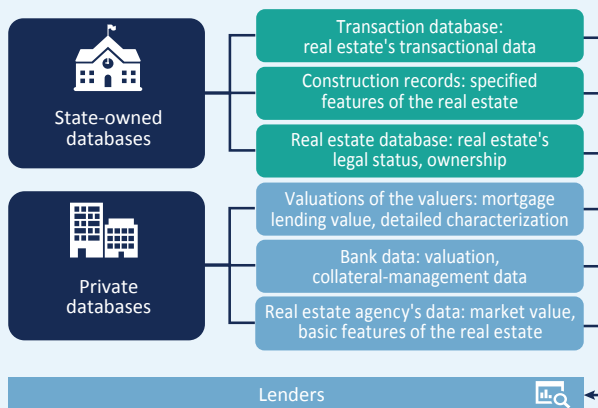 State-owned
databases
Transaction database:
real estate's transactional data
Construction records: specified
features of the real estate
Real estate database: real estate's
legal status, ownership
Private
databases
Valuations of the valuers: mortgage
lending value, detailed characterization
Bank data: valuation,
collateral-management data
Real estate agency's data: market value,
basic features of the real estate
Lenders